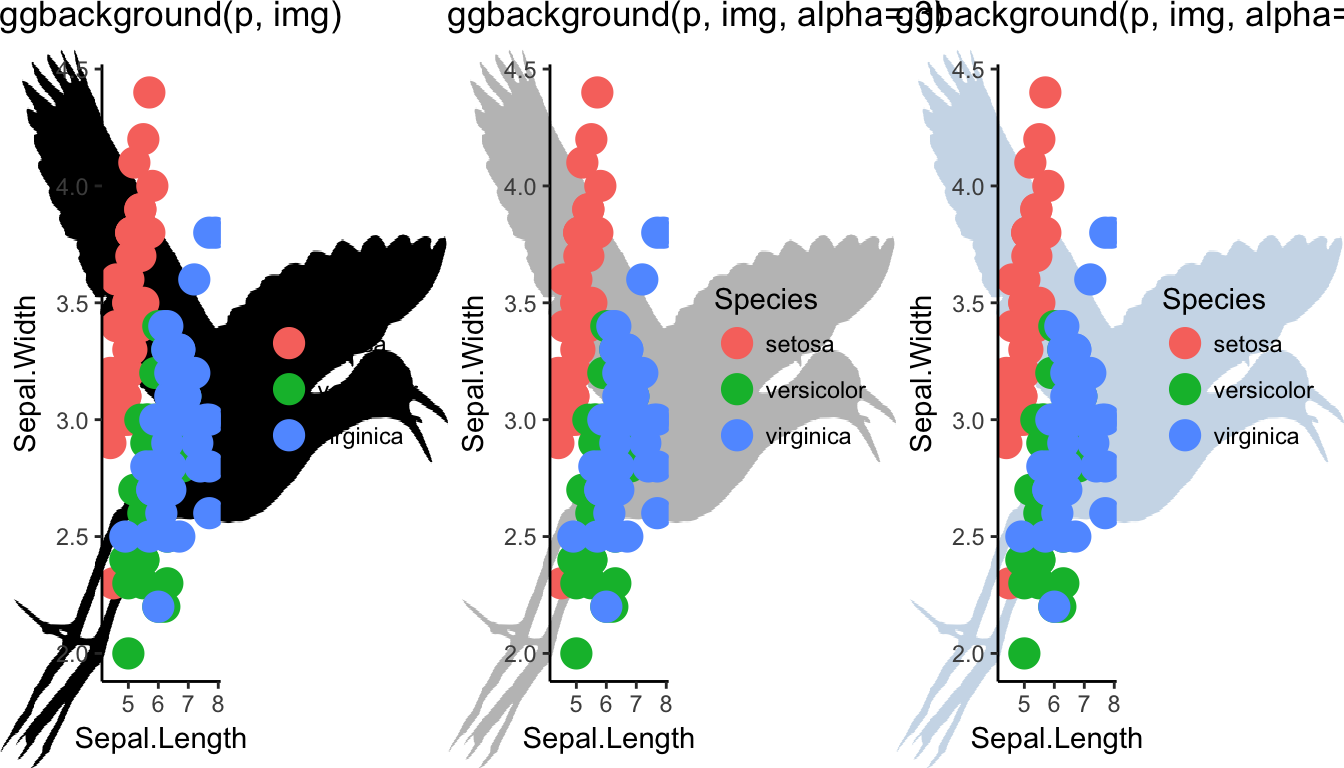 ggbackground(p, img)
4.5
4.0
3.5
3.0
2.5
2.0
Sepal.Width
5 6 7 8
Sepal.Length
ggbackground(p, img, alpha=.3)
4.5
4.0
3.5
3.0
2.5
2.0
Sepal.Width
5 6 7 8
Sepal.Length
Species
setosa
versicolor
virginica
ggbackground(p, img, alpha=
4.5
4.0
3.5
3.0
2.5
2.0
Sepal.Width
5 6 7 8
Sepal.Length
Species
setosa
versicolor
virginica